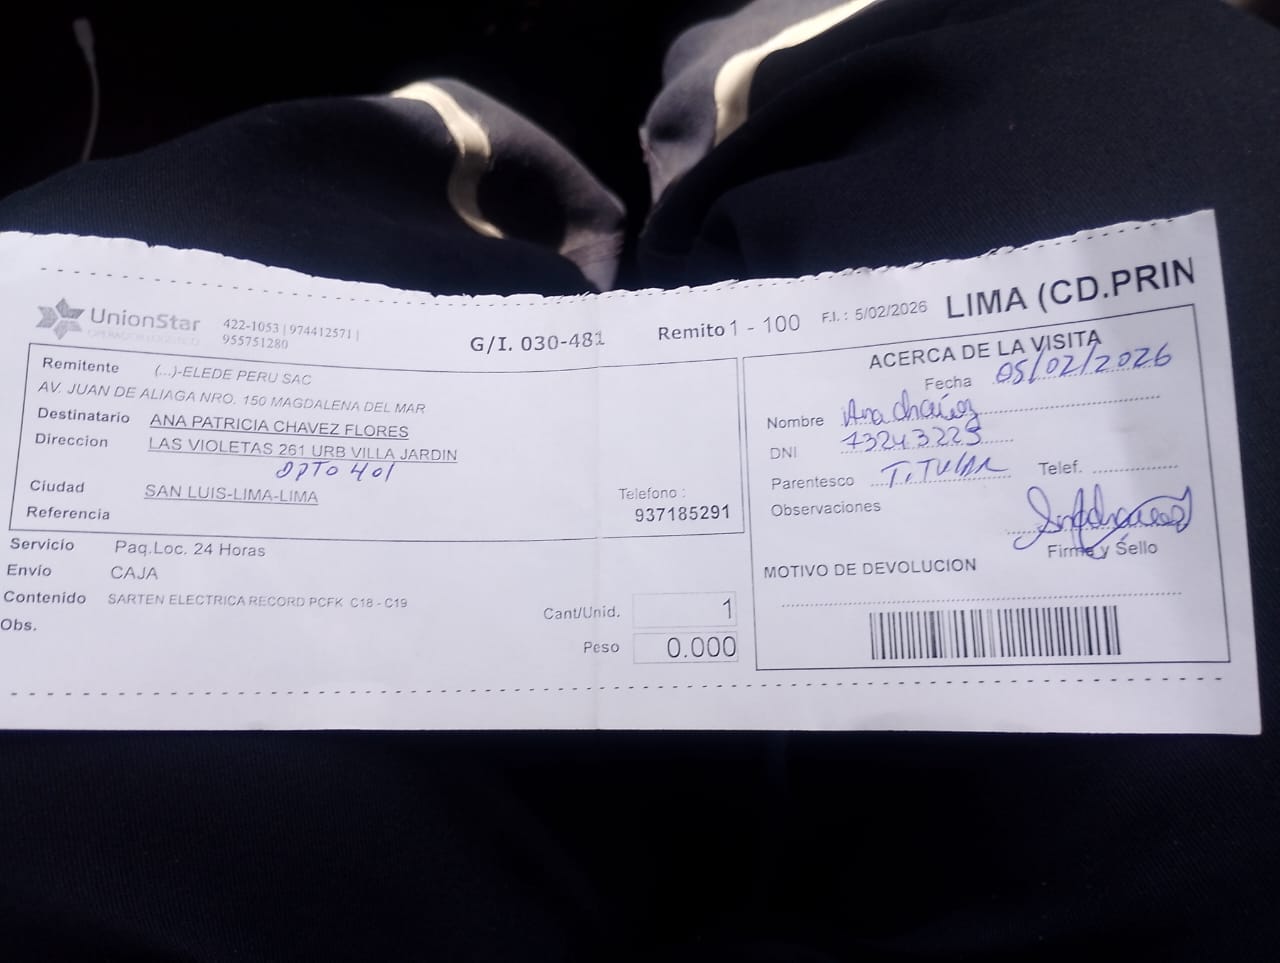 UnionStar
OPERADOR LOGISTICO
422-1053 | 974412571 |
955751280
G/I. 030-481
Remito 1 - 100
F.I. : 5/02/2026
LIMA (CD.PRIN
Remitente (...)-ELEDE PERU SAC
AV. JUAN DE ALIAGA NRO. 150 MAGDALENA DEL MAR
Destinatario ANA PATRICIA CHAVEZ FLORES
Direccion LAS VIOLETAS 261 URB VILLA JARDIN
DPTO 401
Ciudad SAN LUIS-LIMA-LIMA
Referencia
Telefono :
937185291
Servicio Paq.Loc. 24 Horas
Envío CAJA
Contenido SARTEN ELECTRICA RECORD PCFK C18 - C19
Obs.
Cant/Unid. 1
Peso 0.000
ACERCA DE LA VISITA
Fecha 05/02/2026
Nombre Ana Chávez
DNI 73243229
Parentesco TITULAR Telef.
Observaciones
Firma y Sello
MOTIVO DE DEVOLUCION